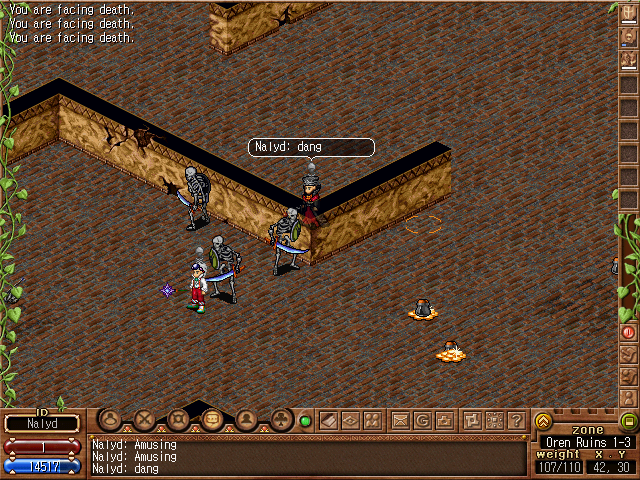 You are facing death.
You are facing death.
You are facing death.
Nalyd: dang
ID
Nalyd
1
14517
Nalyd: Amusing
Nalyd: Amusing
Nalyd: dang
G
?
zone
Oren Ruins 1-3
weight X . Y
107/110 42, 30